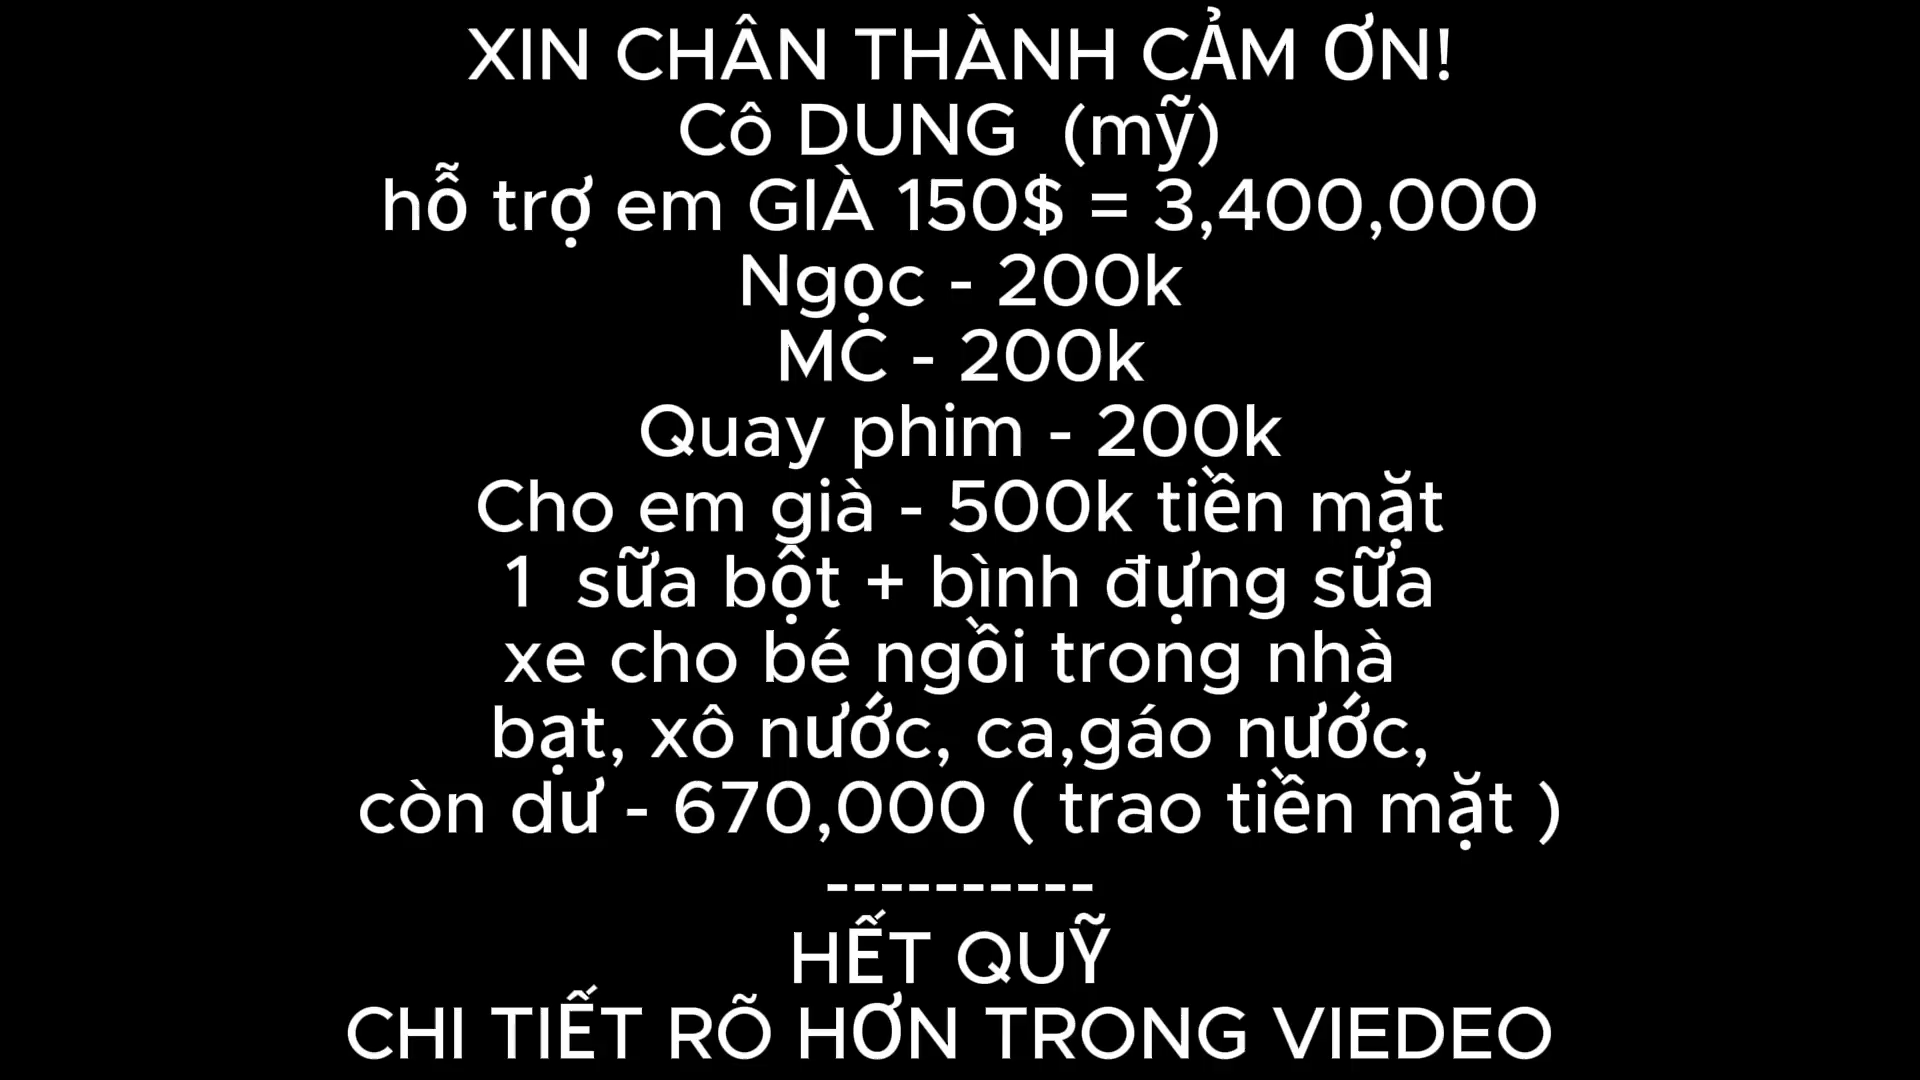 XIN CHÂN THÀNH CẢM ƠN!
Cô DUNG (mỹ)
hỗ trợ em GIÀ 150$ = 3,400,000
Ngọc - 200k
MC - 200k
Quay phim - 200k
Cho em già - 500k tiền mặt
1 sữa bột + bình đựng sữa
xe cho bé ngồi trong nhà
bạt, xô nước, ca,gáo nước,
còn dư - 670,000 ( trao tiền mặt )
----------
HẾT QUỸ
CHI TIẾT RÕ HƠN TRONG VIEDEO